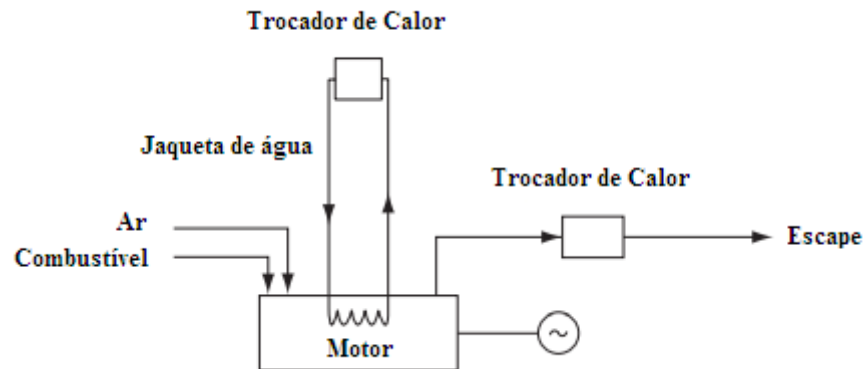 Trocador de Calor
Jaqueta de água
Trocador de Calor
Ar
Combustível
Escape
Motor
~